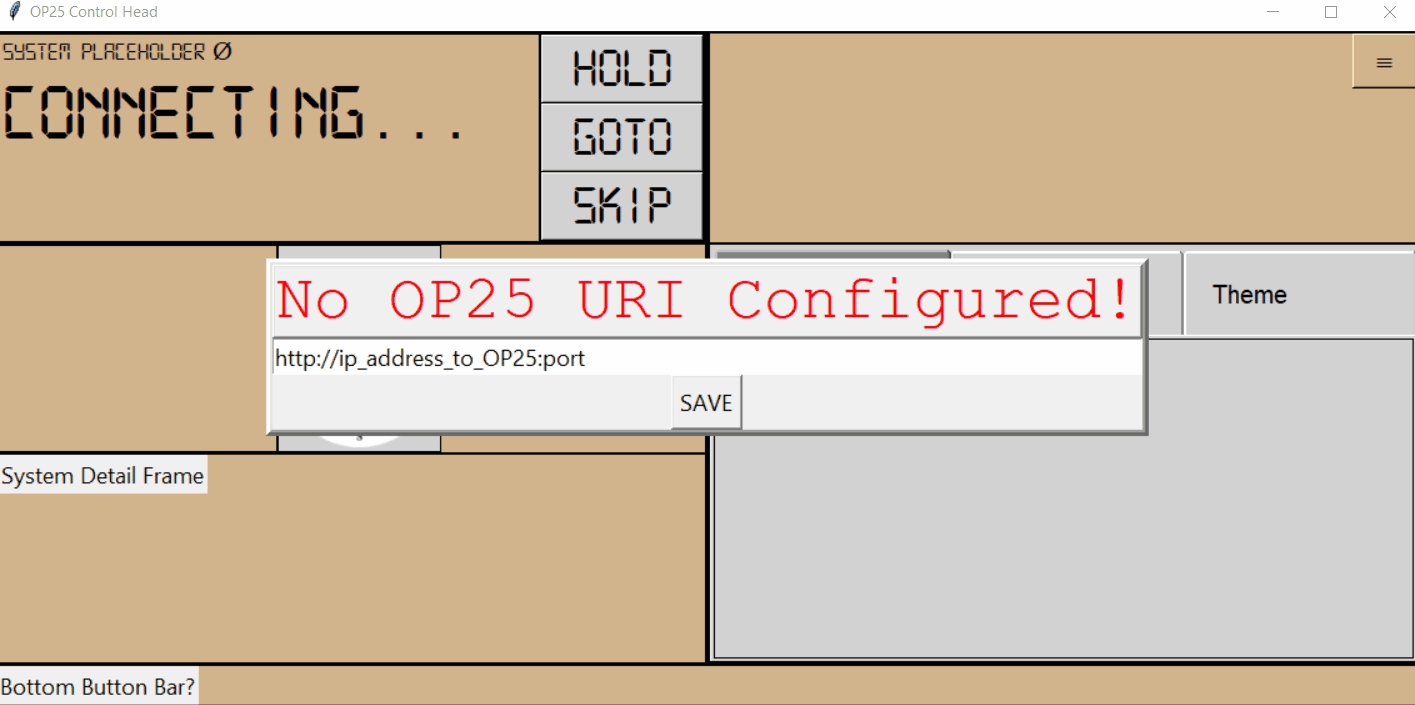 OP25 Control Head
SYSTEM PLACEHOLDER Ø
CONNECTING...
HOLD
GOTO
SKIP
≡
Theme
No OP25 URI Configured!
http://ip_address_to_OP25:port
SAVE
System Detail Frame
Bottom Button Bar?